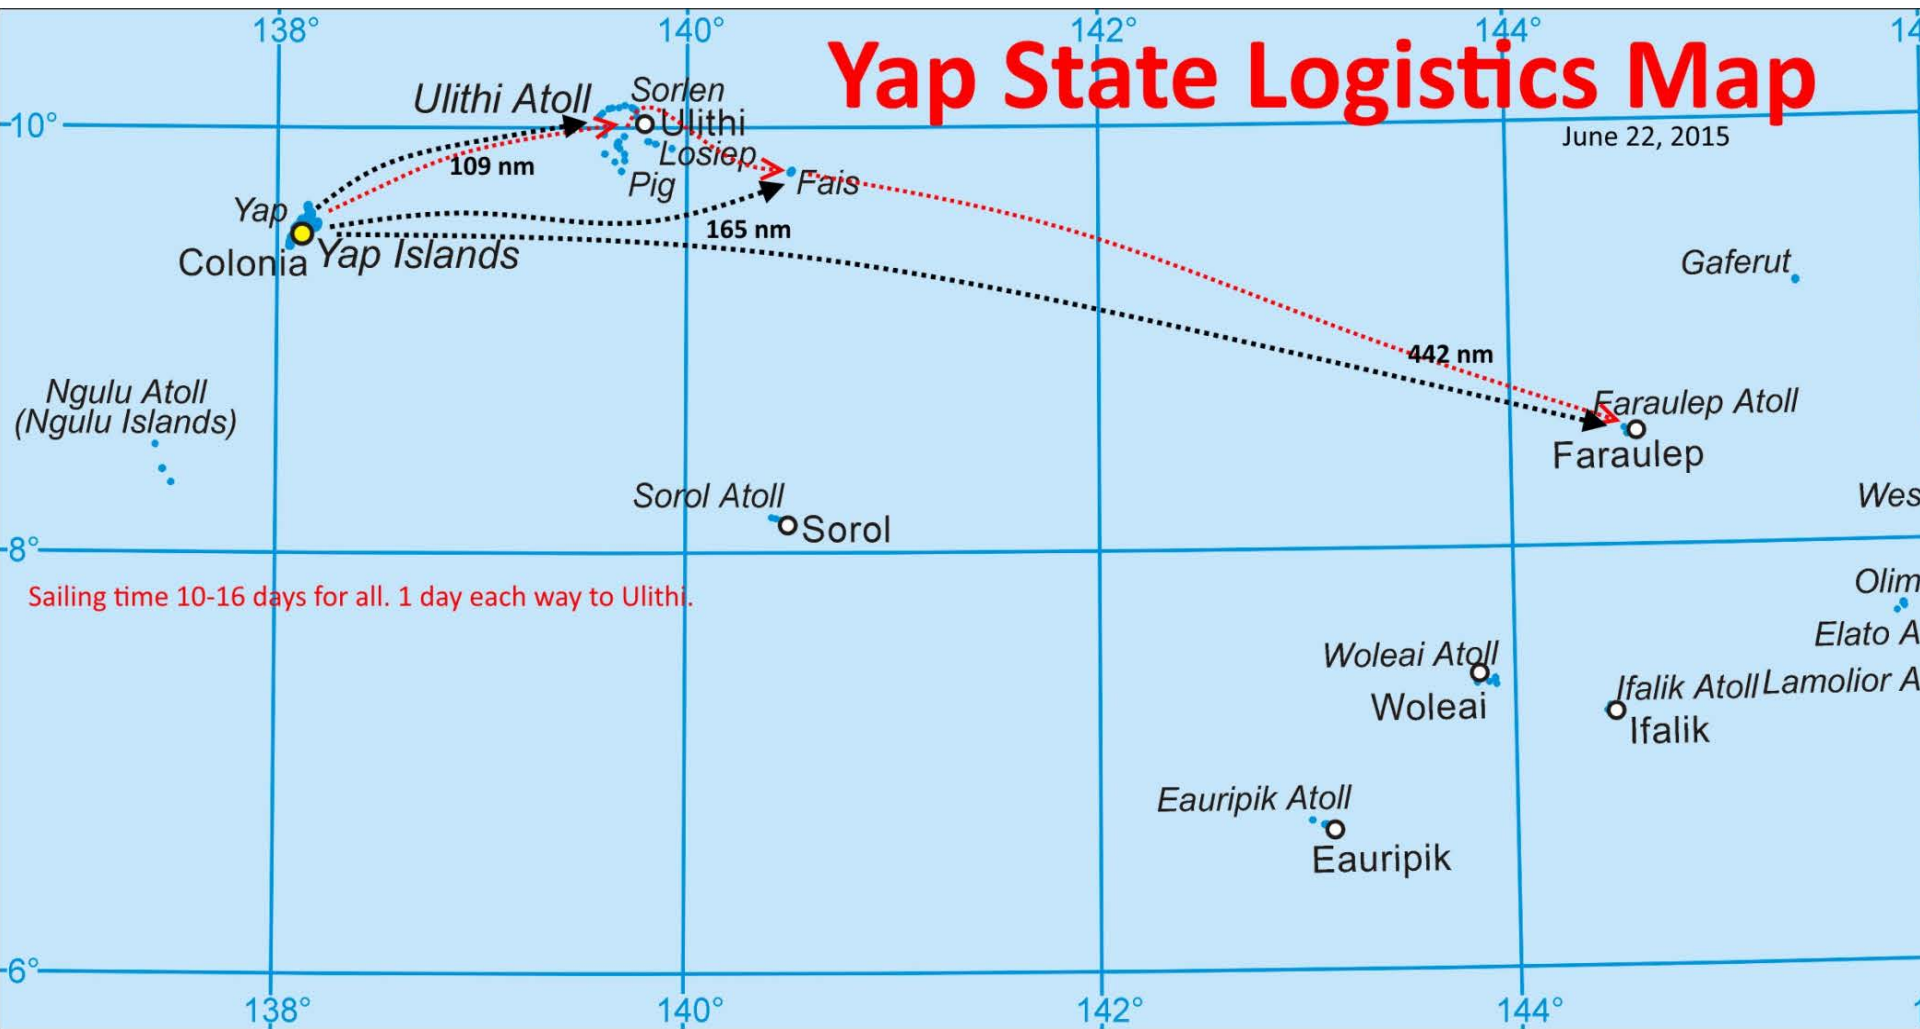 138°
140°
142°
144°
14
Yap State Logistics Map
June 22, 2015
Ulithi Atoll
Sorlen
10°
Ulithi
Losiep
109 nm
Pig
Fais
Yap
165 nm
Colonia
Yap Islands
Gaferut
442 nm
Ngulu Atoll
(Ngulu Islands)
Faraulep Atoll
Faraulep
Sorol Atoll
Sorol
Wes
8°
Sailing time 10-16 days for all. 1 day each way to Ulithi.
Olim
Elato A
Woleai Atoll
Woleai
Ifalik Atoll
Lamolior A
Ifalik
Eauripik Atoll
Eauripik
6°
138°
140°
142°
144°